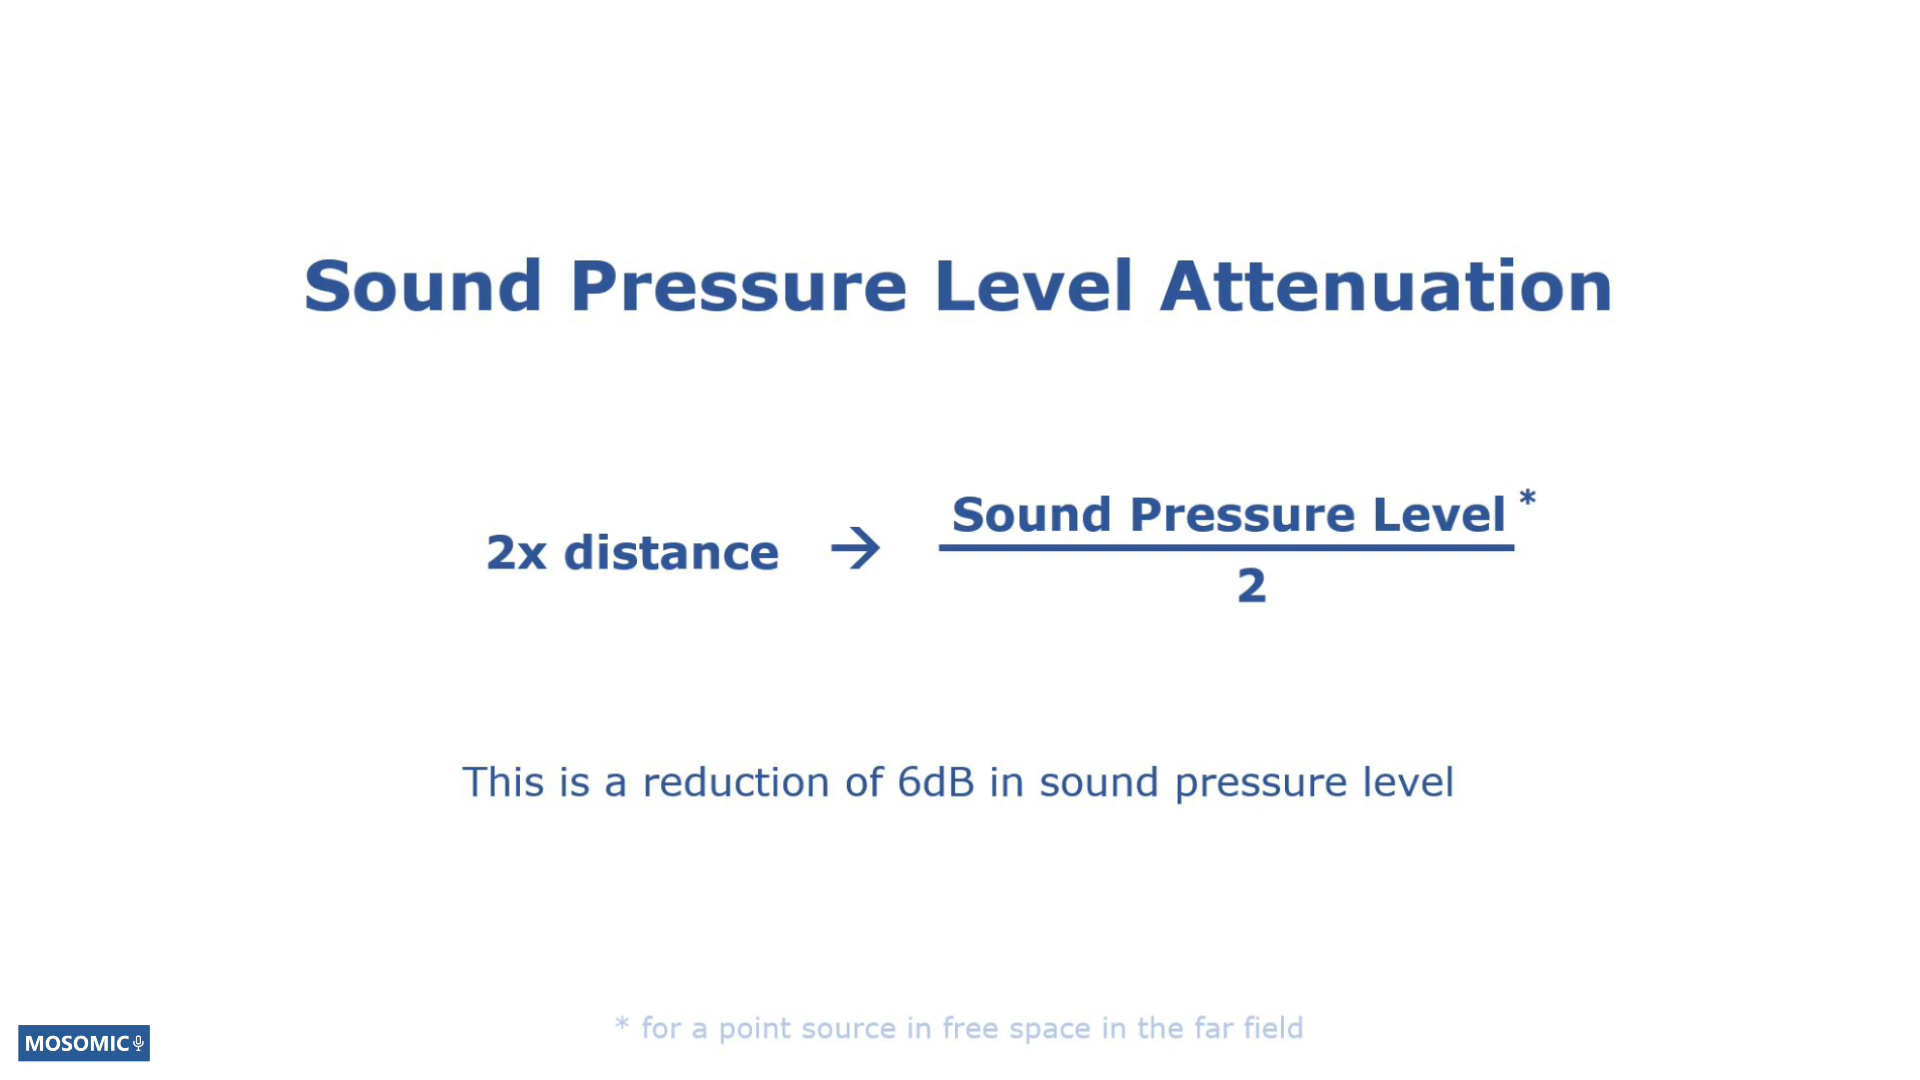 Sound Pressure Level Attenuation
2x distance → Sound Pressure Level *
2
This is a reduction of 6dB in sound pressure level
* for a point source in free space in the far field
MOSOMIC